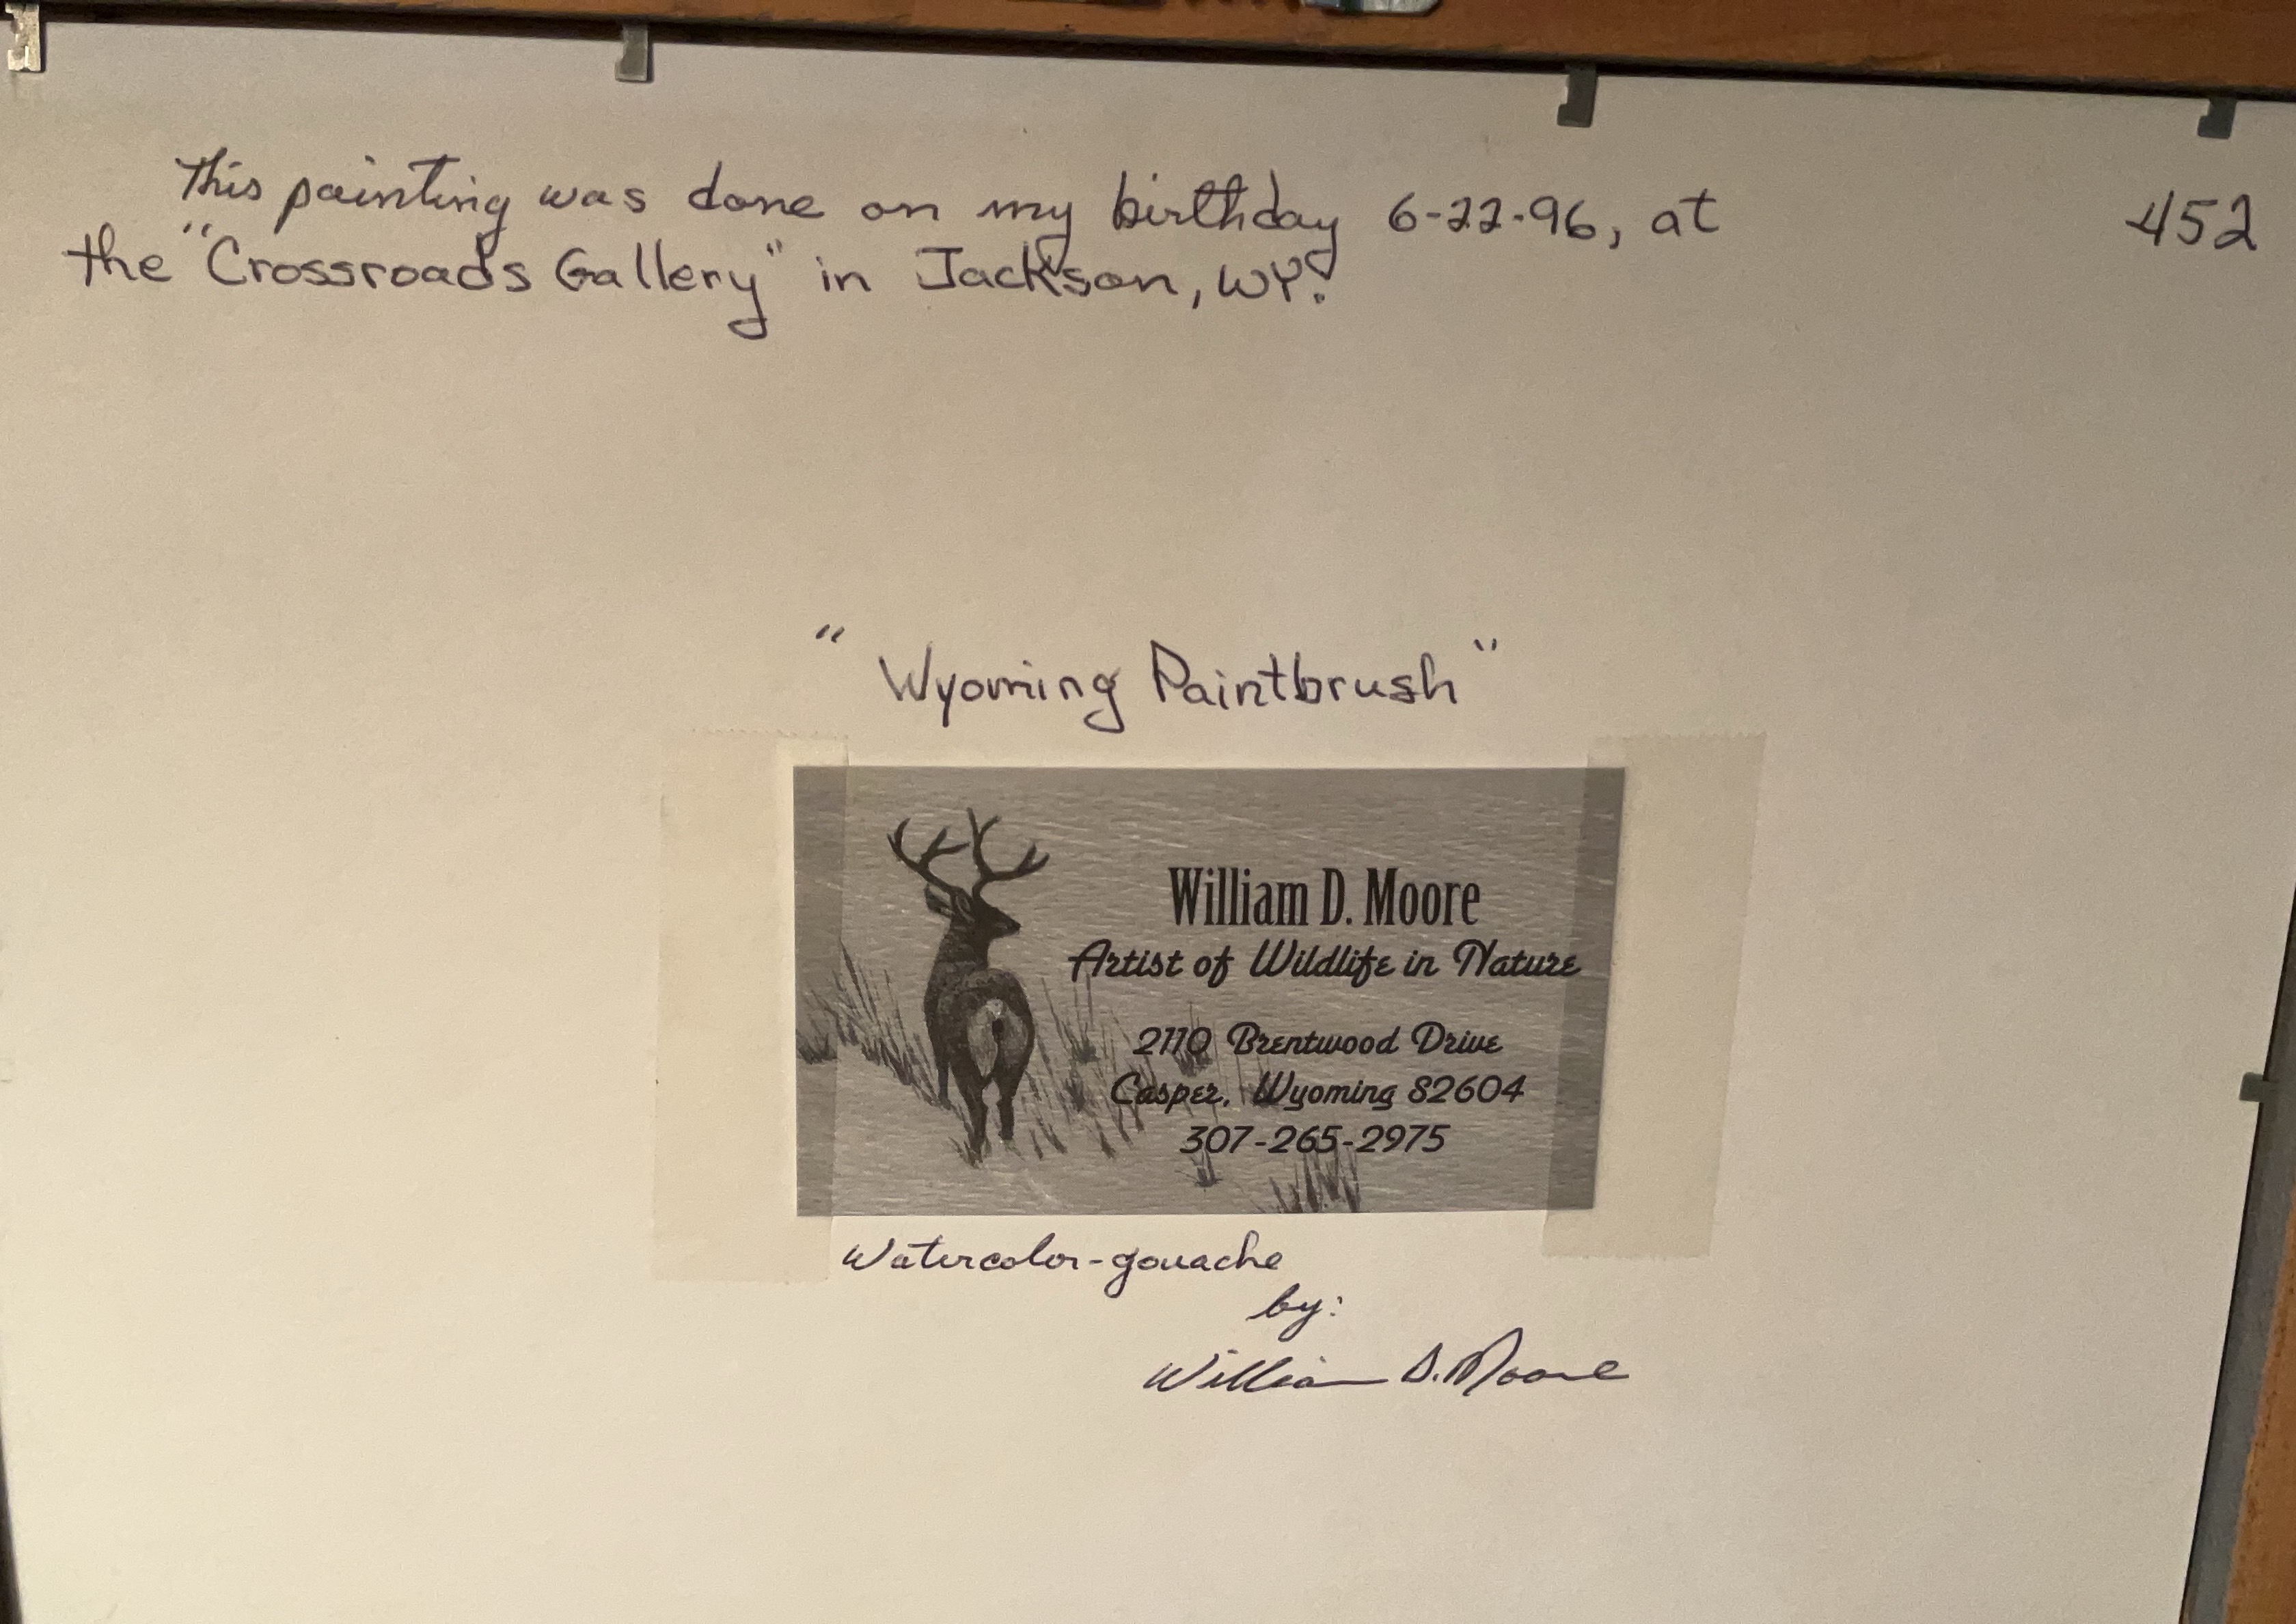 This painting was done on my birthday 6-22-96, at
452
the "Crossroads Gallery" in Jackson, WY.
"Wyoming Paintbrush"
William D. Moore
Artist of Wildlife in Nature
2110 Brentwood Drive
Casper, Wyoming 82604
307-265-2975
Watercolor-gouache
by:
William D. Moore